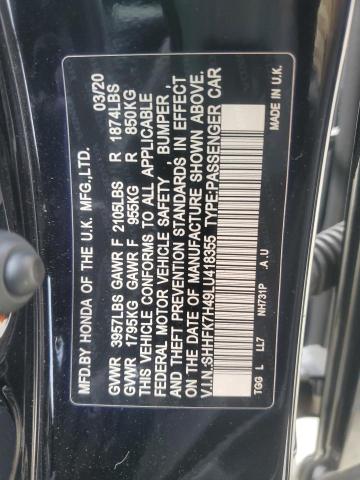 MFD.BY HONDA OF THE U.K. MFG.,LTD. 03/20
GVWR 3957LBS GAWR F 2105LBS R 1874LBS
GVWR 1795KG GAWR F 955KG R 850KG
THIS VEHICLE CONFORMS TO ALL APPLICABLE
FEDERAL MOTOR VEHICLE SAFETY , BUMPER ,
AND THEFT PREVENTION STANDARDS IN EFFECT
ON THE DATE OF MANUFACTURE SHOWN ABOVE.
V.I.N.:SHHFK7H49LU418355 TYPE:PASSENGER CAR
TGG L LL7 NH731P .A.U MADE IN U.K.